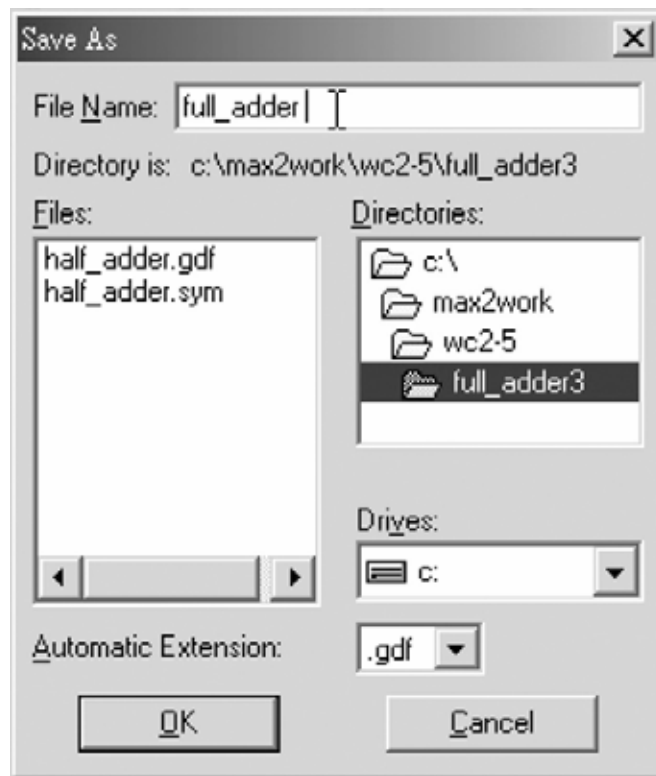 Save As
File Name: full_adder
Directory is: c:\max2work\wc2-5\full_adder3
Files:
half_adder.gdf
half_adder.sym
Directories:
c:\
max2work
wc2-5
full_adder3
Drives:
c:
Automatic Extension:
.gdf
OK
Cancel